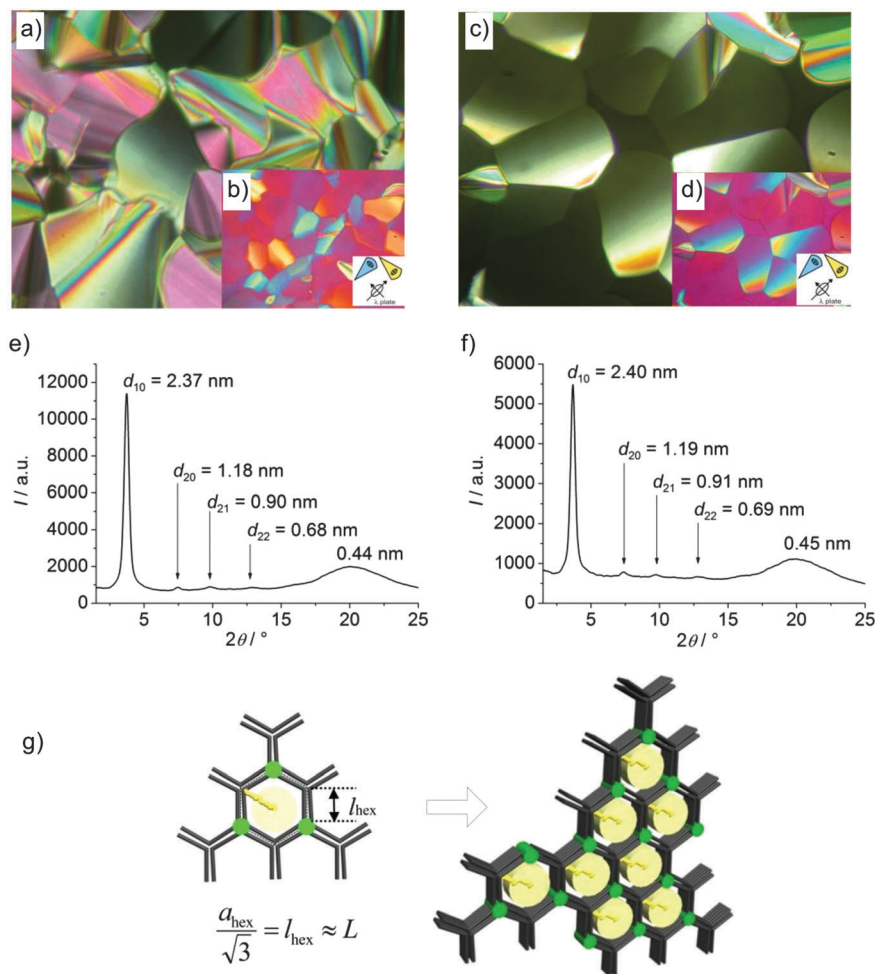 a)
b)
λ plate
c)
d)
λ plate
e)
12000
10000
8000
6000
4000
2000
0
I / a.u.
d10 = 2.37 nm
d20 = 1.18 nm
d21 = 0.90 nm
d22 = 0.68 nm
0.44 nm
5 10 15 20 25
2θ / °
f)
6000
5000
4000
3000
2000
1000
0
I / a.u.
d10 = 2.40 nm
d20 = 1.19 nm
d21 = 0.91 nm
d22 = 0.69 nm
0.45 nm
5 10 15 20 25
2θ / °
g)
lhex
ahex/√3 = lhex ≈ L